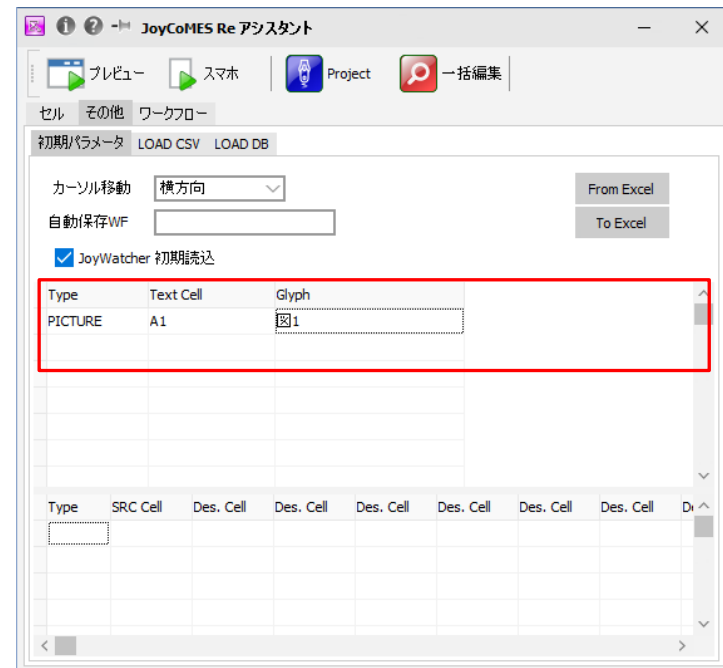 JoyCoMES Re アシスタント
プレビュー スマホ Project 一括編集
セル その他 ワークフロー
初期パラメータ LOAD CSV LOAD DB
カーソル移動 横方向 From Excel
自動保存WF To Excel
JoyWatcher 初期読込
Type Text Cell Glyph
PICTURE A1 図1
Type SRC Cell Des. Cell Des. Cell Des. Cell Des. Cell Des. Cell Des. Cell